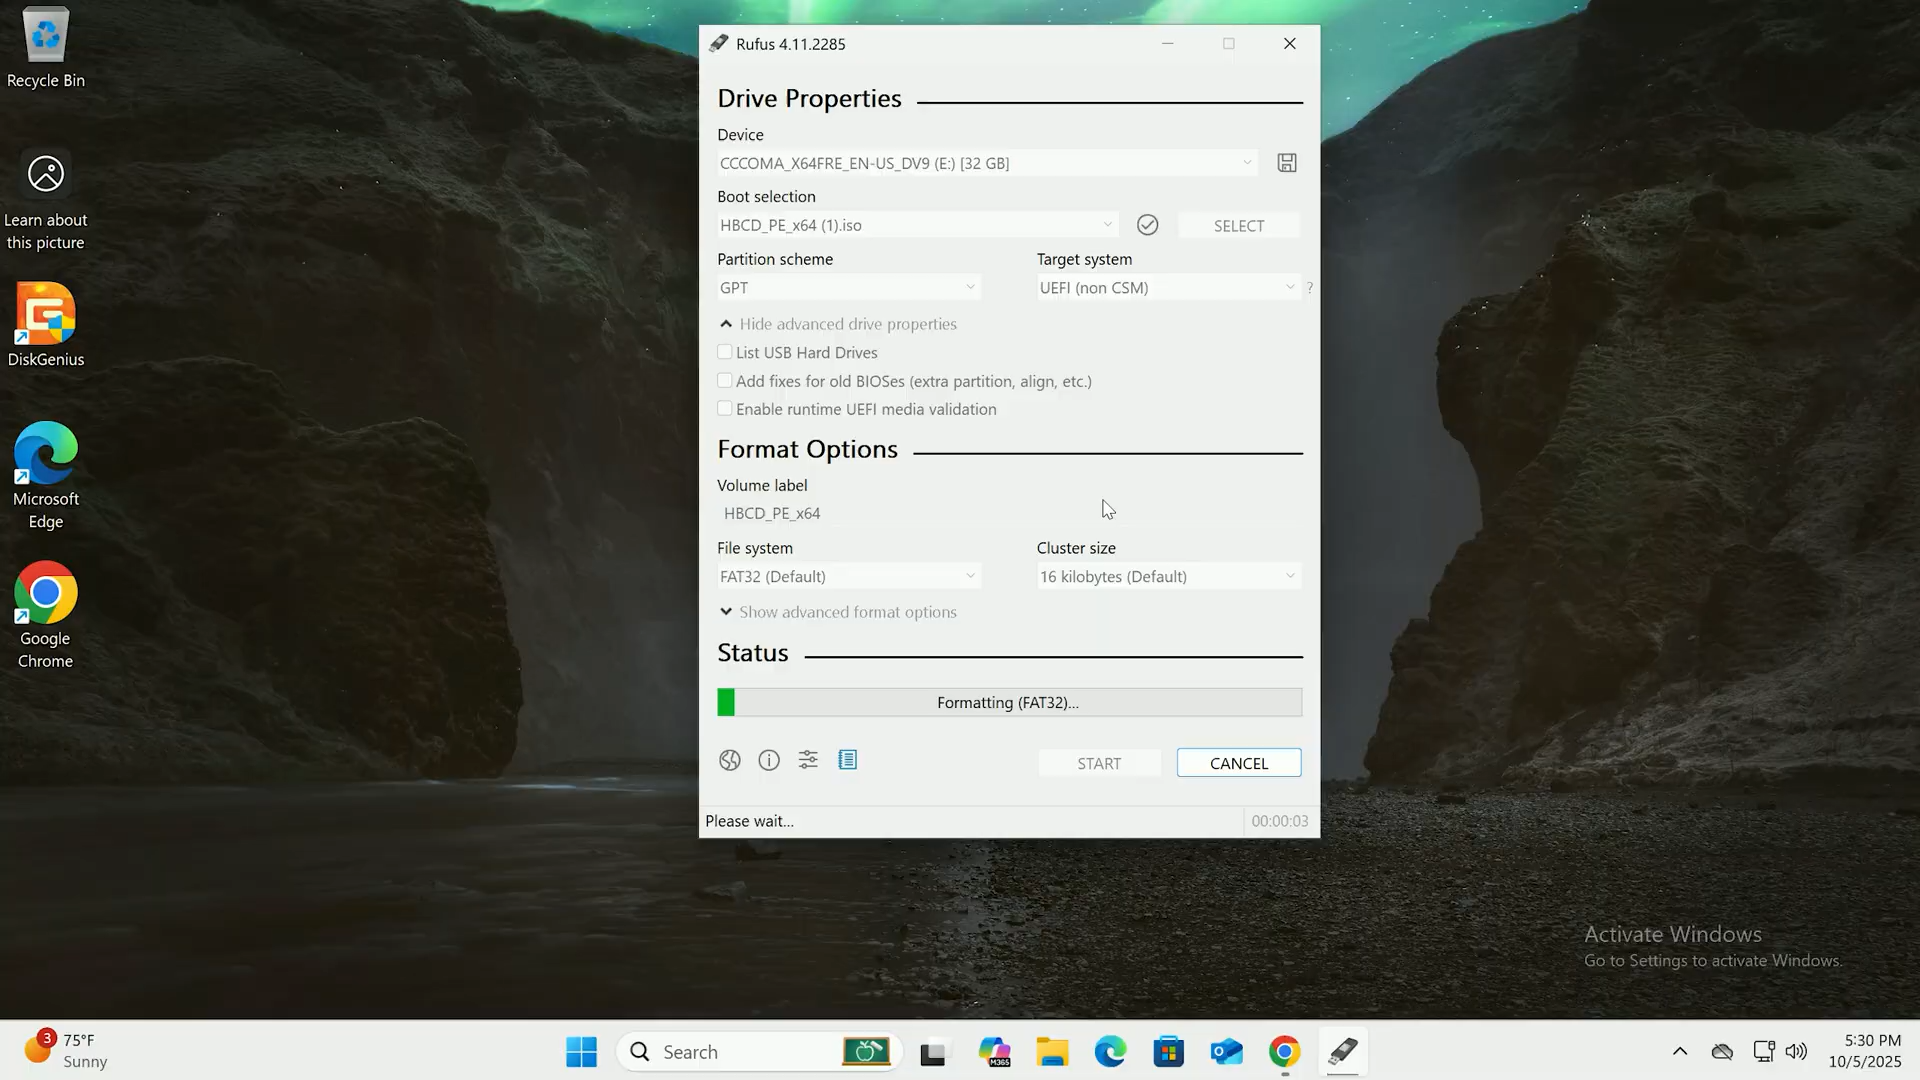 Recycle Bin
Learn about
this picture
DiskGenius
Microsoft
Edge
Google
Chrome
Rufus 4.11.2285
Drive Properties
Device
CCCOMA_X64FRE_EN-US_DV9 (E:) [32 GB]
Boot selection
HBCD_PE_x64 (1).iso
SELECT
Partition scheme
Target system
GPT
UEFI (non CSM)
?
Hide advanced drive properties
List USB Hard Drives
Add fixes for old BIOSes (extra partition, align, etc.)
Enable runtime UEFI media validation
Format Options
Volume label
HBCD_PE_x64
File system
Cluster size
FAT32 (Default)
16 kilobytes (Default)
Show advanced format options
Status
Formatting (FAT32)...
START
CANCEL
Please wait...
00:00:03
Activate Windows
Go to Settings to activate Windows.
3
75°F
Sunny
Search
M365
5:30 PM
10/5/2025